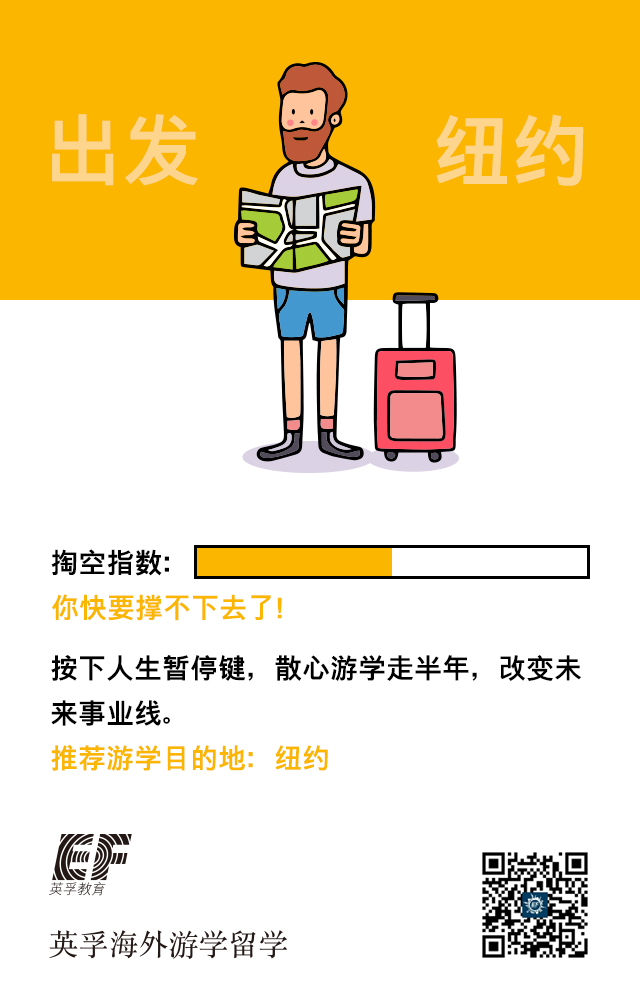 出发 纽约
掏空指数:
你快要撑不下去了!
按下人生暂停键，散心游学走半年，改变未
来事业线。
推荐游学目的地: 纽约
EF
英孚教育
英孚海外游学留学